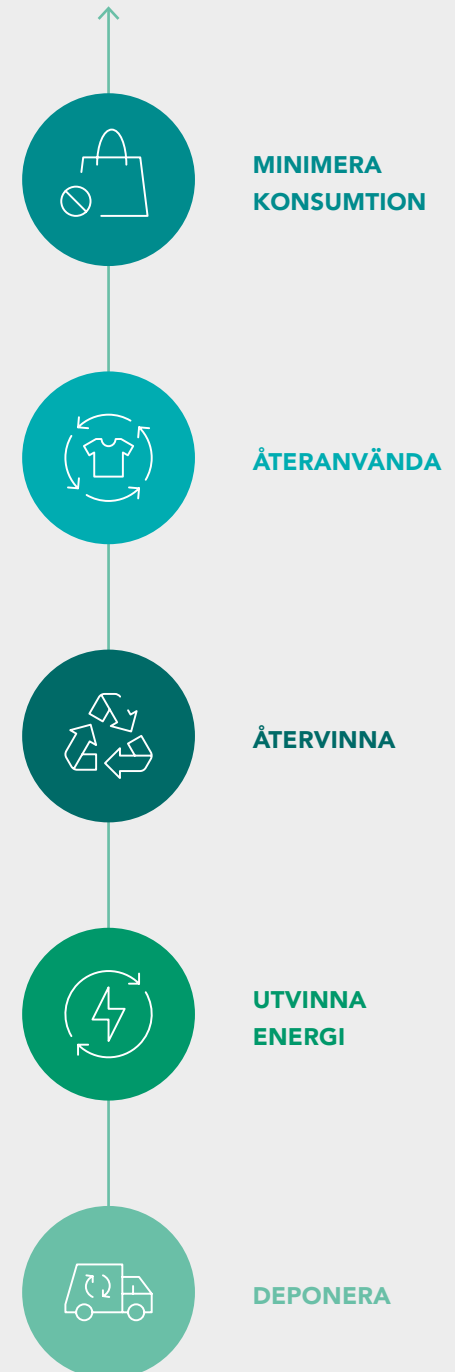 MINIMERA
KONSUMTION
ÅTERANVÄNDA
ÅTERVINNA
UTVINNA
ENERGI
DEPONERA